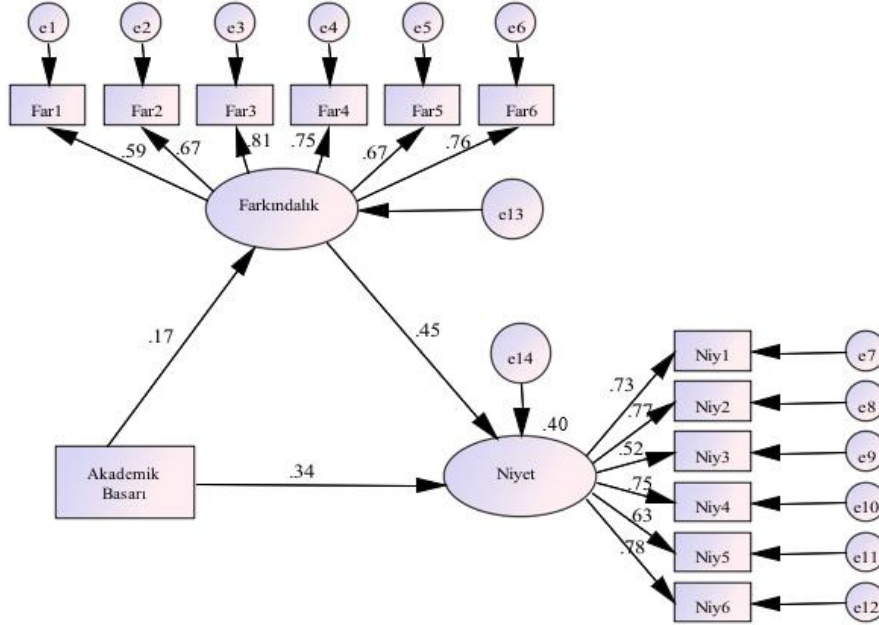 e1 e2 e3 e4 e5 e6
Far1 Far2 Far3 Far4 Far5 Far6
.59 .67 .81 .75 .67 .76
Farkındalık
e13
.17
.45
e14
.40
Akademik
Basarı
.34
Niyet
.73
Niy1
e7
.77
Niy2
e8
.52
Niy3
e9
.75
Niy4
e10
.63
Niy5
e11
.78
Niy6
e12